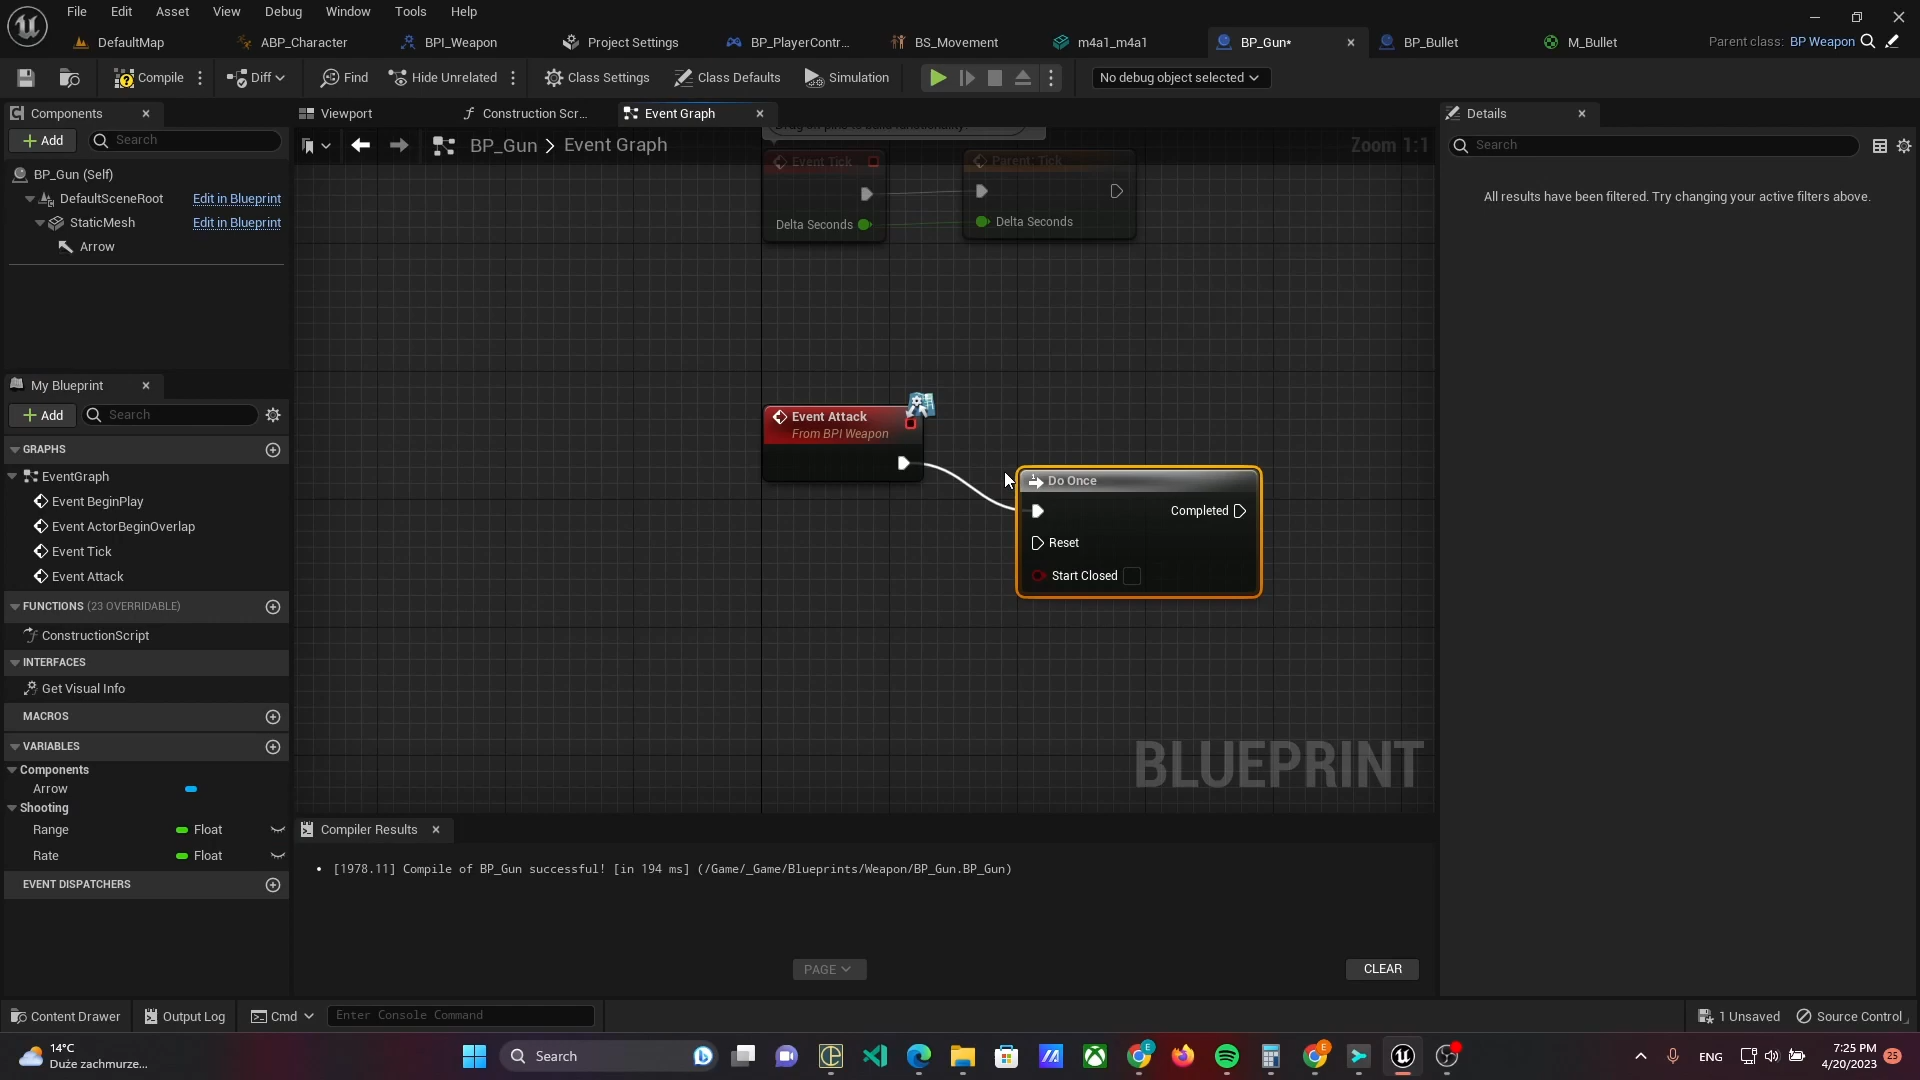 File Edit Asset View Debug Window Tools Help
DefaultMap ABP_Character BPI_Weapon Project Settings BP_PlayerContr... BS_Movement m4a1_m4a1 BP_Gun* BP_Bullet M_Bullet Parent class: BP Weapon
Compile Diff Find Hide Unrelated Class Settings Class Defaults Simulation No debug object selected
Components Viewport Construction Scr... Event Graph Details
Add Search
BP_Gun > Event Graph Zoom 1:1
Search
All results have been filtered. Try changing your active filters above.
BP_Gun (Self)
DefaultSceneRoot Edit in Blueprint
StaticMesh Edit in Blueprint
Arrow
Event Tick
Delta Seconds
Parent: Tick
Delta Seconds
Event Attack
From BPI Weapon
Do Once
Completed
Reset
Start Closed
BLUEPRINT
My Blueprint
Add Search
GRAPHS
EventGraph
Event BeginPlay
Event ActorBeginOverlap
Event Tick
Event Attack
FUNCTIONS (23 OVERRIDABLE)
ConstructionScript
INTERFACES
Get Visual Info
MACROS
VARIABLES
Components
Arrow
Shooting
Range Float
Rate Float
EVENT DISPATCHERS
Compiler Results
[1978.11] Compile of BP_Gun successful! [in 194 ms] (/Game/_Game/Blueprints/Weapon/BP_Gun.BP_Gun)
PAGE CLEAR
Content Drawer Output Log Cmd Enter Console Command 1 Unsaved Source Control
14°C
Duże zachmurze...
Search
ENG
7:25 PM
4/20/2023
25